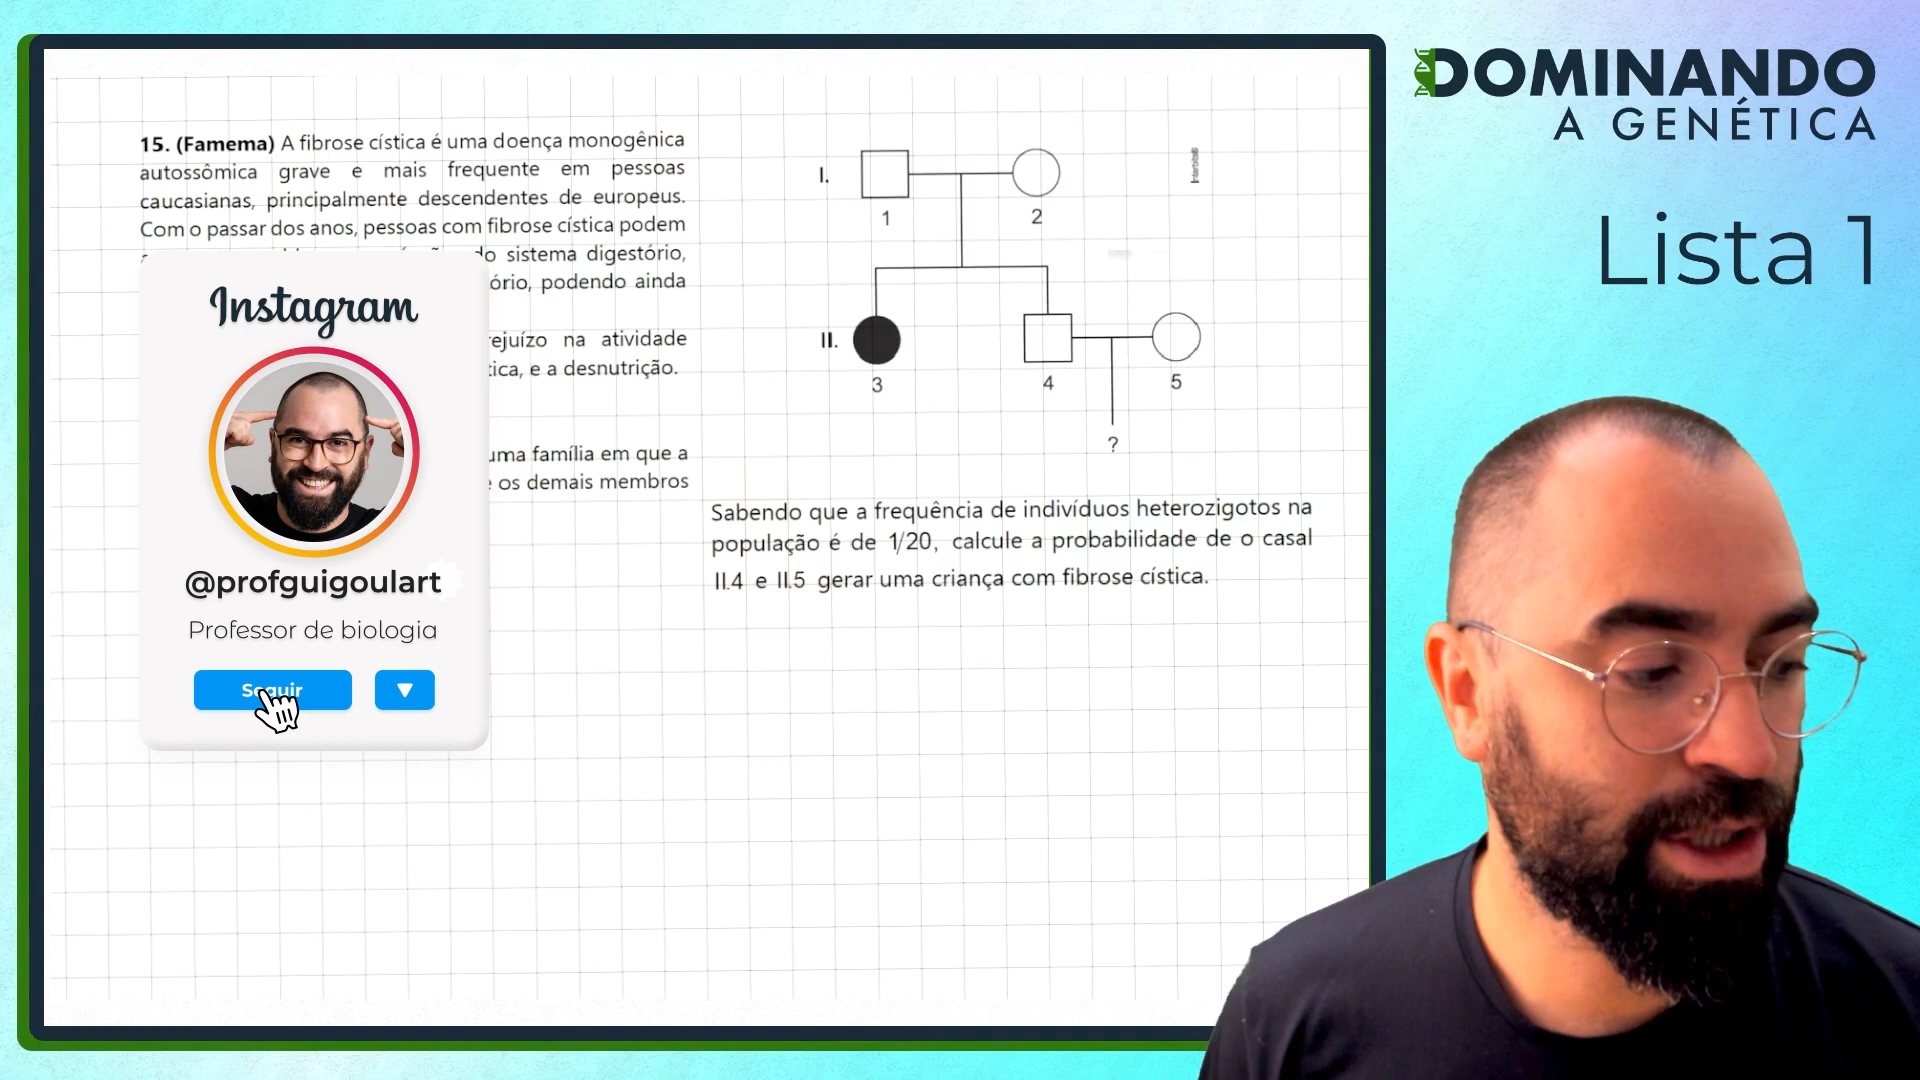 DOMINANDO
A GENÉTICA
Lista 1
15. (Famema) A fibrose cística é uma doença monogênica
autossômica grave e mais frequente em pessoas
caucasianas, principalmente descendentes de europeus.
Com o passar dos anos, pessoas com fibrose cística podem
do sistema digestório,
ório, podendo ainda
ejuízo na atividade
tica, e a desnutrição.
uma família em que a
os demais membros
Instagram
@profguigoulart
Professor de biologia
Seguir
I.
1
2
II.
3
4
5
?
Interbits®
Sabendo que a frequência de indivíduos heterozigotos na
população é de 1/20, calcule a probabilidade de o casal
II.4 e II.5 gerar uma criança com fibrose cística.